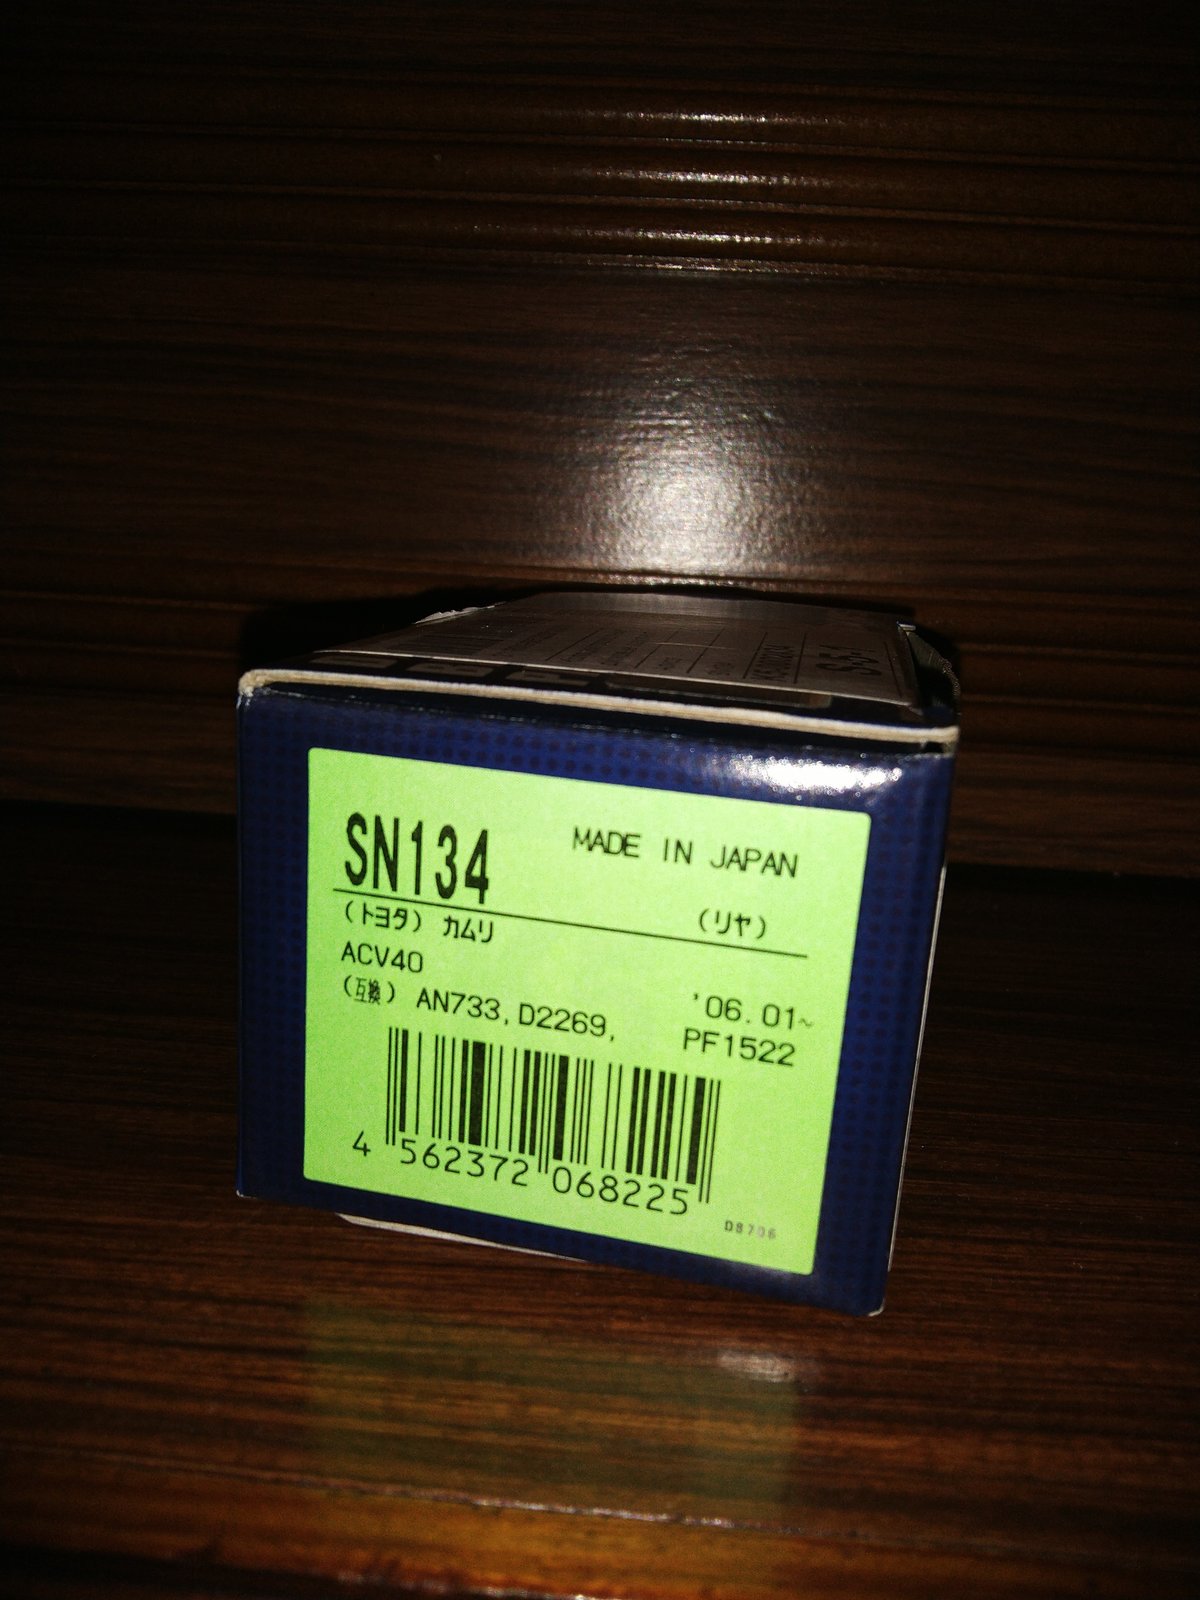 SN134 MADE IN JAPAN
(トヨタ) カムリ (リヤ)
ACV40 '06.01~
(互換) AN733,D2269, PF1522
4 562372 068225
08706